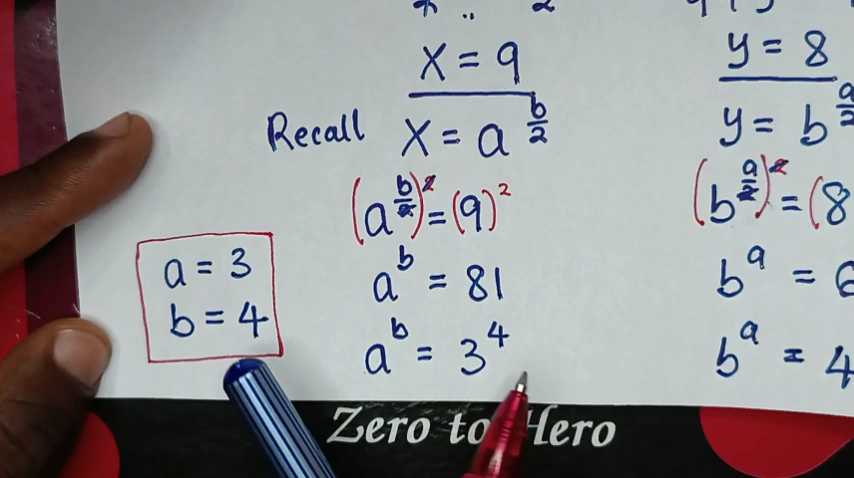 x = 9
y = 8
Recall x = a^(b/2)
y = b^(a/2)
(a^(b/2))^2 = (9)^2
(b^(a/2))^2 = (8
a = 3
a^b = 81
b^a = 6
b = 4
a^b = 3^4
b^a = 4
Zero to Hero